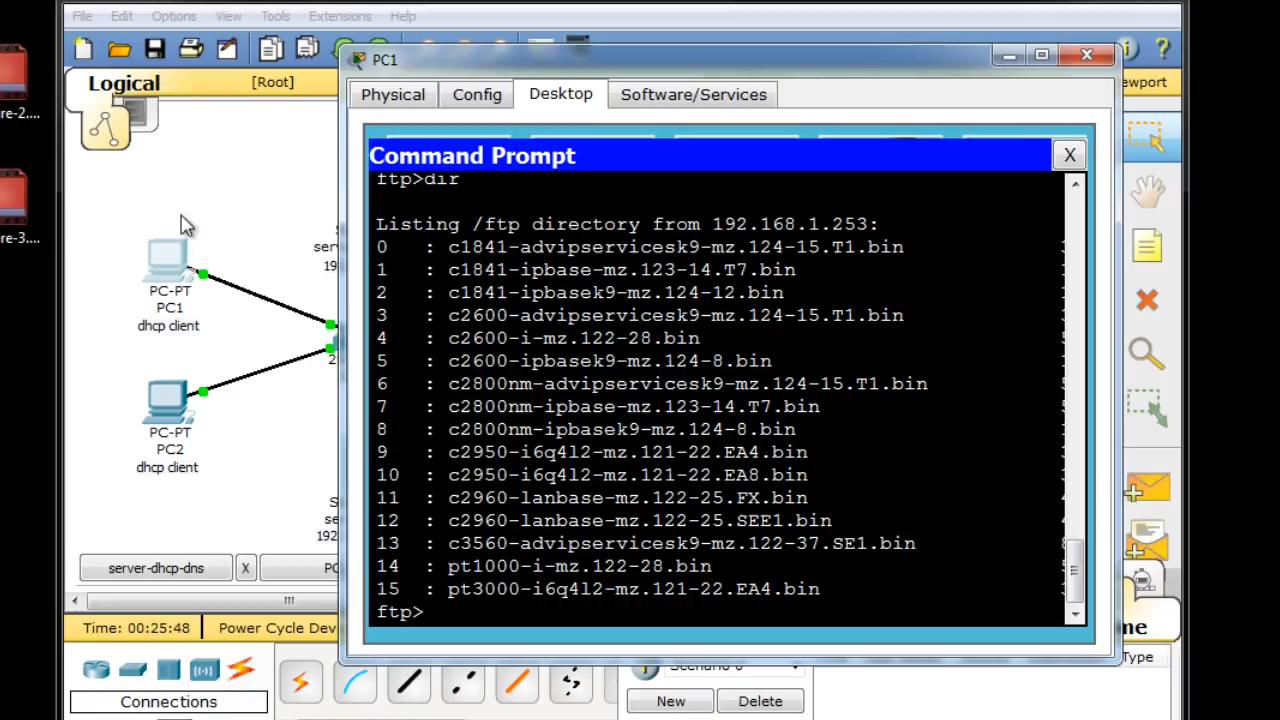 File Edit Options View Tools Extensions Help
PC1
Logical
[Root]
Physical
Config
Desktop
Software/Services
Command Prompt
X
ftp>dir
Listing /ftp directory from 192.168.1.253:
0 : c1841-advipservicesk9-mz.124-15.T1.bin
1 : c1841-ipbase-mz.123-14.T7.bin
2 : c1841-ipbasek9-mz.124-12.bin
3 : c2600-advipservicesk9-mz.124-15.T1.bin
4 : c2600-i-mz.122-28.bin
5 : c2600-ipbasek9-mz.124-8.bin
6 : c2800nm-advipservicesk9-mz.124-15.T1.bin
7 : c2800nm-ipbase-mz.123-14.T7.bin
8 : c2800nm-ipbasek9-mz.124-8.bin
9 : c2950-i6q4l2-mz.121-22.EA4.bin
10 : c2950-i6q4l2-mz.121-22.EA8.bin
11 : c2960-lanbase-mz.122-25.FX.bin
12 : c2960-lanbase-mz.122-25.SEE1.bin
13 : c3560-advipservicesk9-mz.122-37.SE1.bin
14 : pt1000-i-mz.122-28.bin
15 : pt3000-i6q4l2-mz.121-22.EA4.bin
ftp>
re-2....
re-3....
PC-PT
PC1
dhcp client
PC-PT
PC2
dhcp client
server-dhcp-dns
X
Time: 00:25:48
Power Cycle Dev
Connections
New
Delete
Type